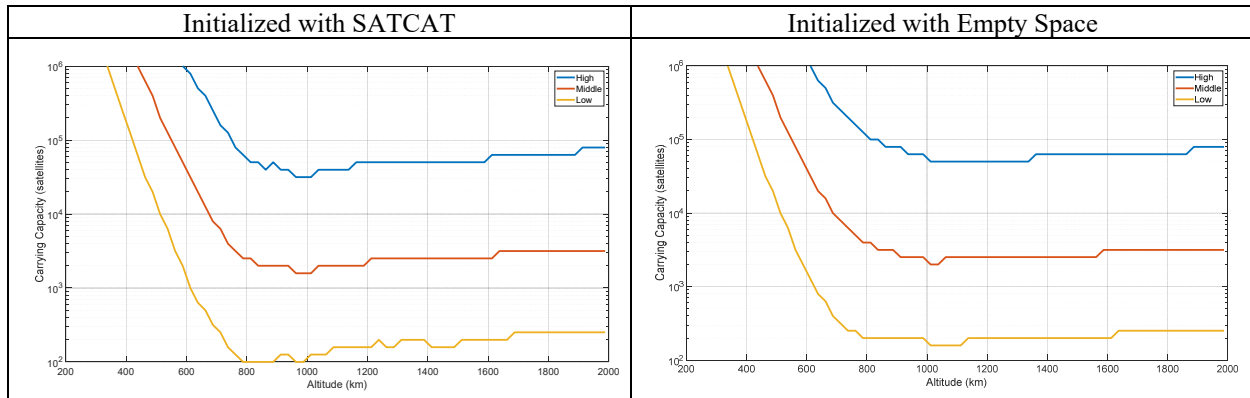 Initialized with SATCAT
Initialized with Empty Space
10^6
10^5
10^4
10^3
10^2
Carrying Capacity (satellites)
High
Middle
Low
200 400 600 800 1000 1200 1400 1600 1800 2000
Altitude (km)
10^6
10^5
10^4
10^3
10^2
Carrying Capacity (satellites)
High
Middle
Low
200 400 600 800 1000 1200 1400 1600 1800 2000
Altitude (km)